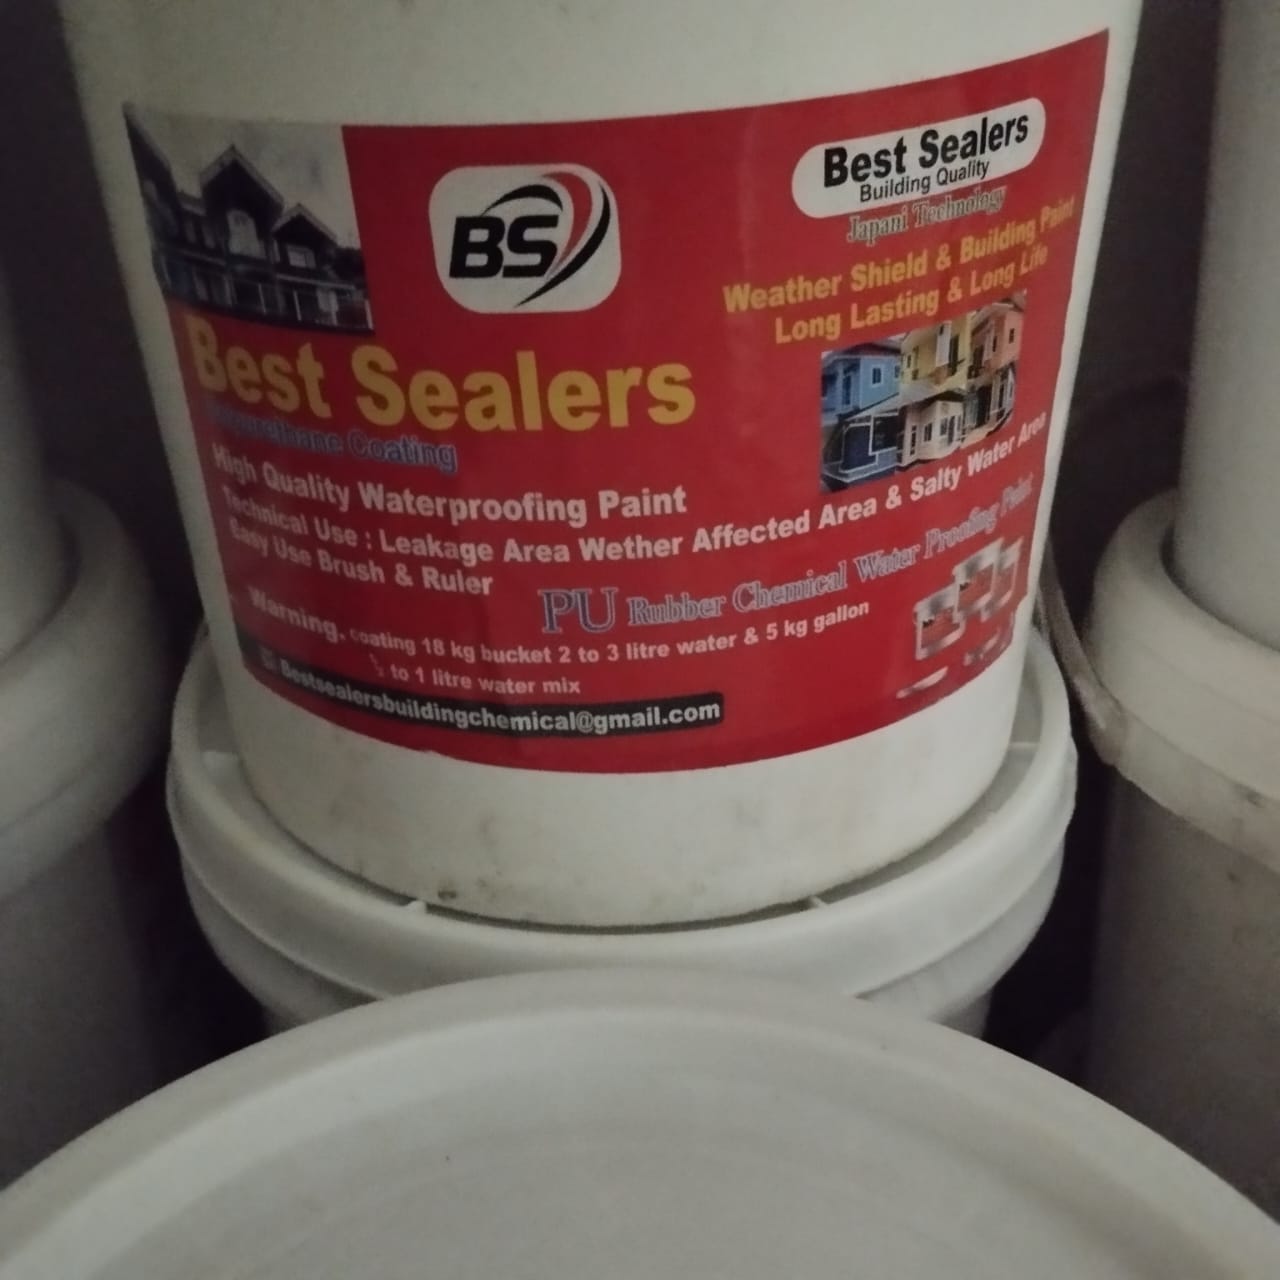 BS
Best Sealers
Coating
High Quality Waterproofing Paint
Technical Use : Leakage Area Wether Affected Area & Salty Water Area
Easy Use Brush & Ruler
PU Rubber Chemical Water Proofing Paint
Warning. coating 18 kg bucket 2 to 3 litre water & 5 kg gallon
½ to 1 litre water mix
Bestsealersbuildingchemical@gmail.com
Best Sealers
Building Quality
Japani Technology
Weather Shield & Building Paint
Long Lasting & Long Life